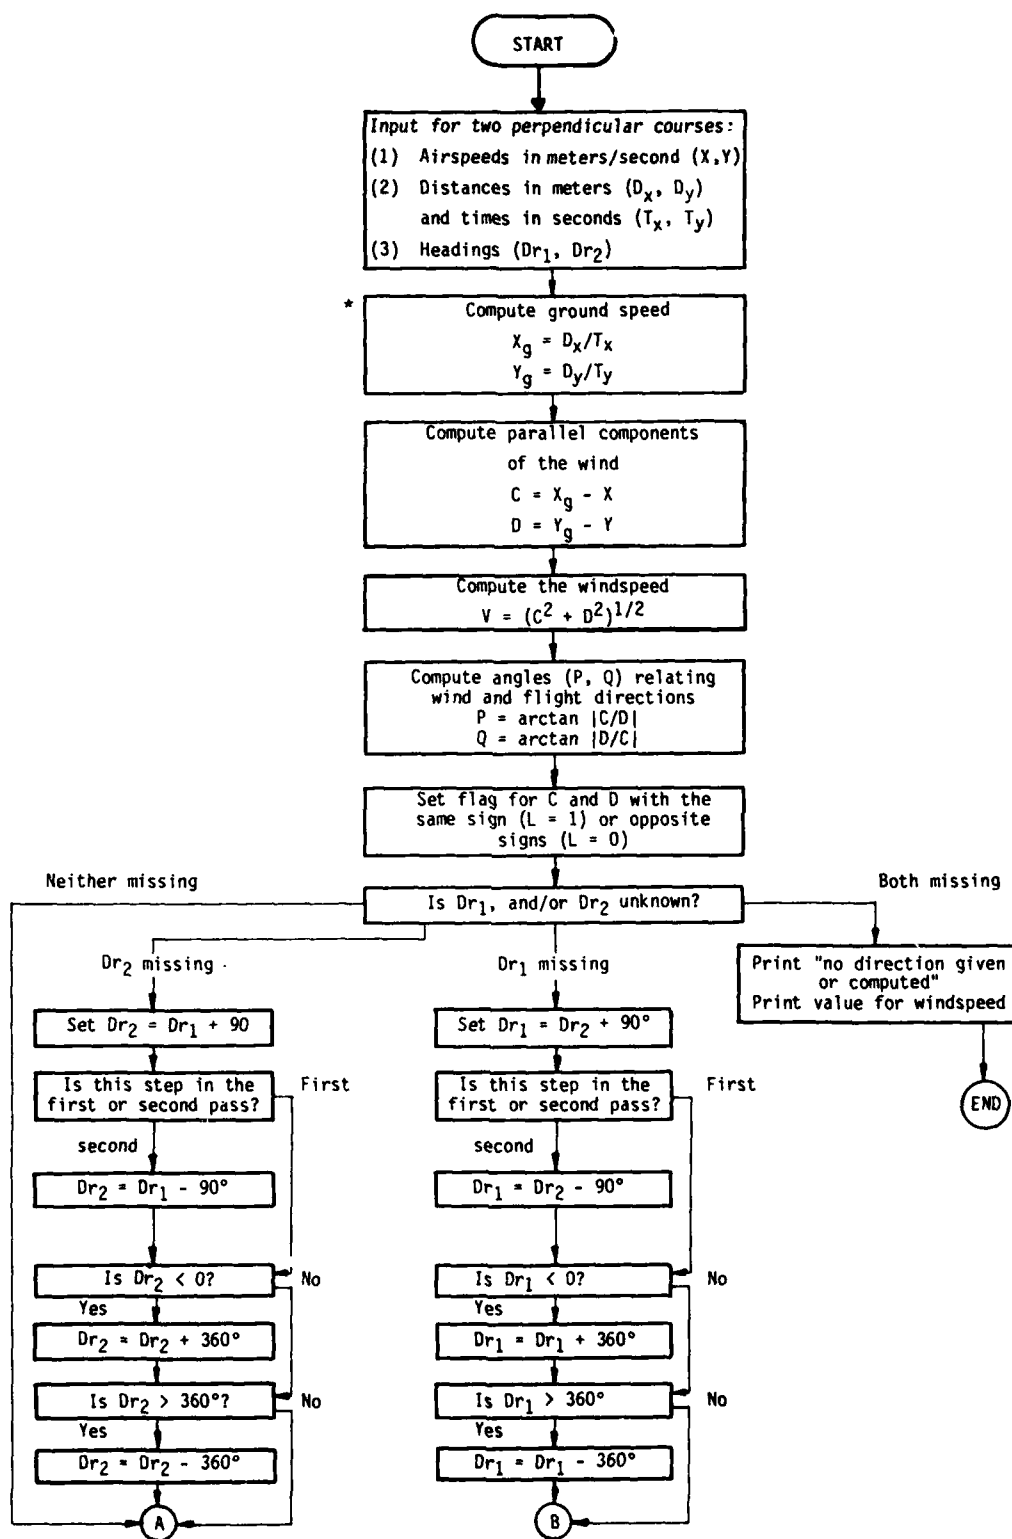 START
Input for two perpendicular courses:
(1) Airspeeds in meters/second (X,Y)
(2) Distances in meters (Dx, Dy)
and times in seconds (Tx, Ty)
(3) Headings (Dr1, Dr2)
*
Compute ground speed
Xg = Dx/Tx
Yg = Dy/Ty
Compute parallel components
of the wind
C = Xg - X
D = Yg - Y
Compute the windspeed
V = (C2 + D2)1/2
Compute angles (P, Q) relating
wind and flight directions
P = arctan |C/D|
Q = arctan |D/C|
Set flag for C and D with the
same sign (L = 1) or opposite
signs (L = 0)
Is Dr1, and/or Dr2 unknown?
Neither missing
Both missing
Print "no direction given
or computed"
Print value for windspeed
END
Dr2 missing
Set Dr2 = Dr1 + 90
Is this step in the
first or second pass?
First
second
Dr2 = Dr1 - 90°
Is Dr2 < 0?
No
Yes
Dr2 = Dr2 + 360°
Is Dr2 > 360°?
No
Yes
Dr2 = Dr2 - 360°
A
Dr1 missing
Set Dr1 = Dr2 + 90°
Is this step in the
first or second pass?
First
second
Dr1 = Dr2 - 90°
Is Dr1 < 0?
No
Yes
Dr1 = Dr1 + 360°
Is Dr1 > 360°
No
Yes
Dr1 = Dr1 - 360°
B